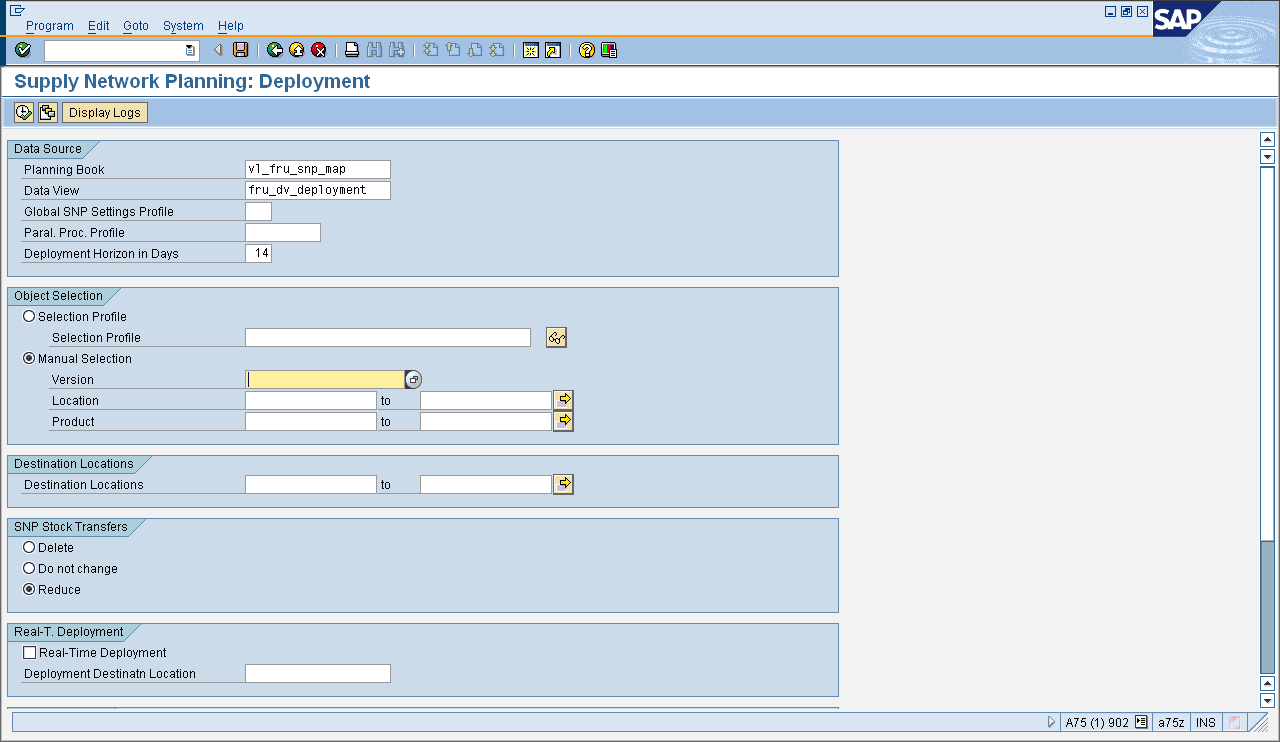 Program Edit Goto System Help
SAP
Supply Network Planning: Deployment
Display Logs
Data Source
Planning Book vl_fru_snp_map
Data View fru_dv_deployment
Global SNP Settings Profile
Paral. Proc. Profile
Deployment Horizon in Days 14
Object Selection
Selection Profile
Selection Profile
Manual Selection
Version
Location to
Product to
Destination Locations
Destination Locations to
SNP Stock Transfers
Delete
Do not change
Reduce
Real-T. Deployment
Real-Time Deployment
Deployment Destinatn Location
A75 (1) 902 a75z INS